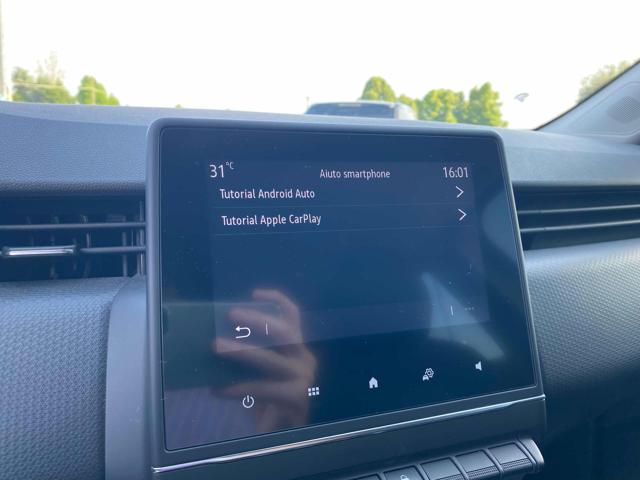 31°C Aiuto smartphone 16:01
Tutorial Android Auto
Tutorial Apple CarPlay